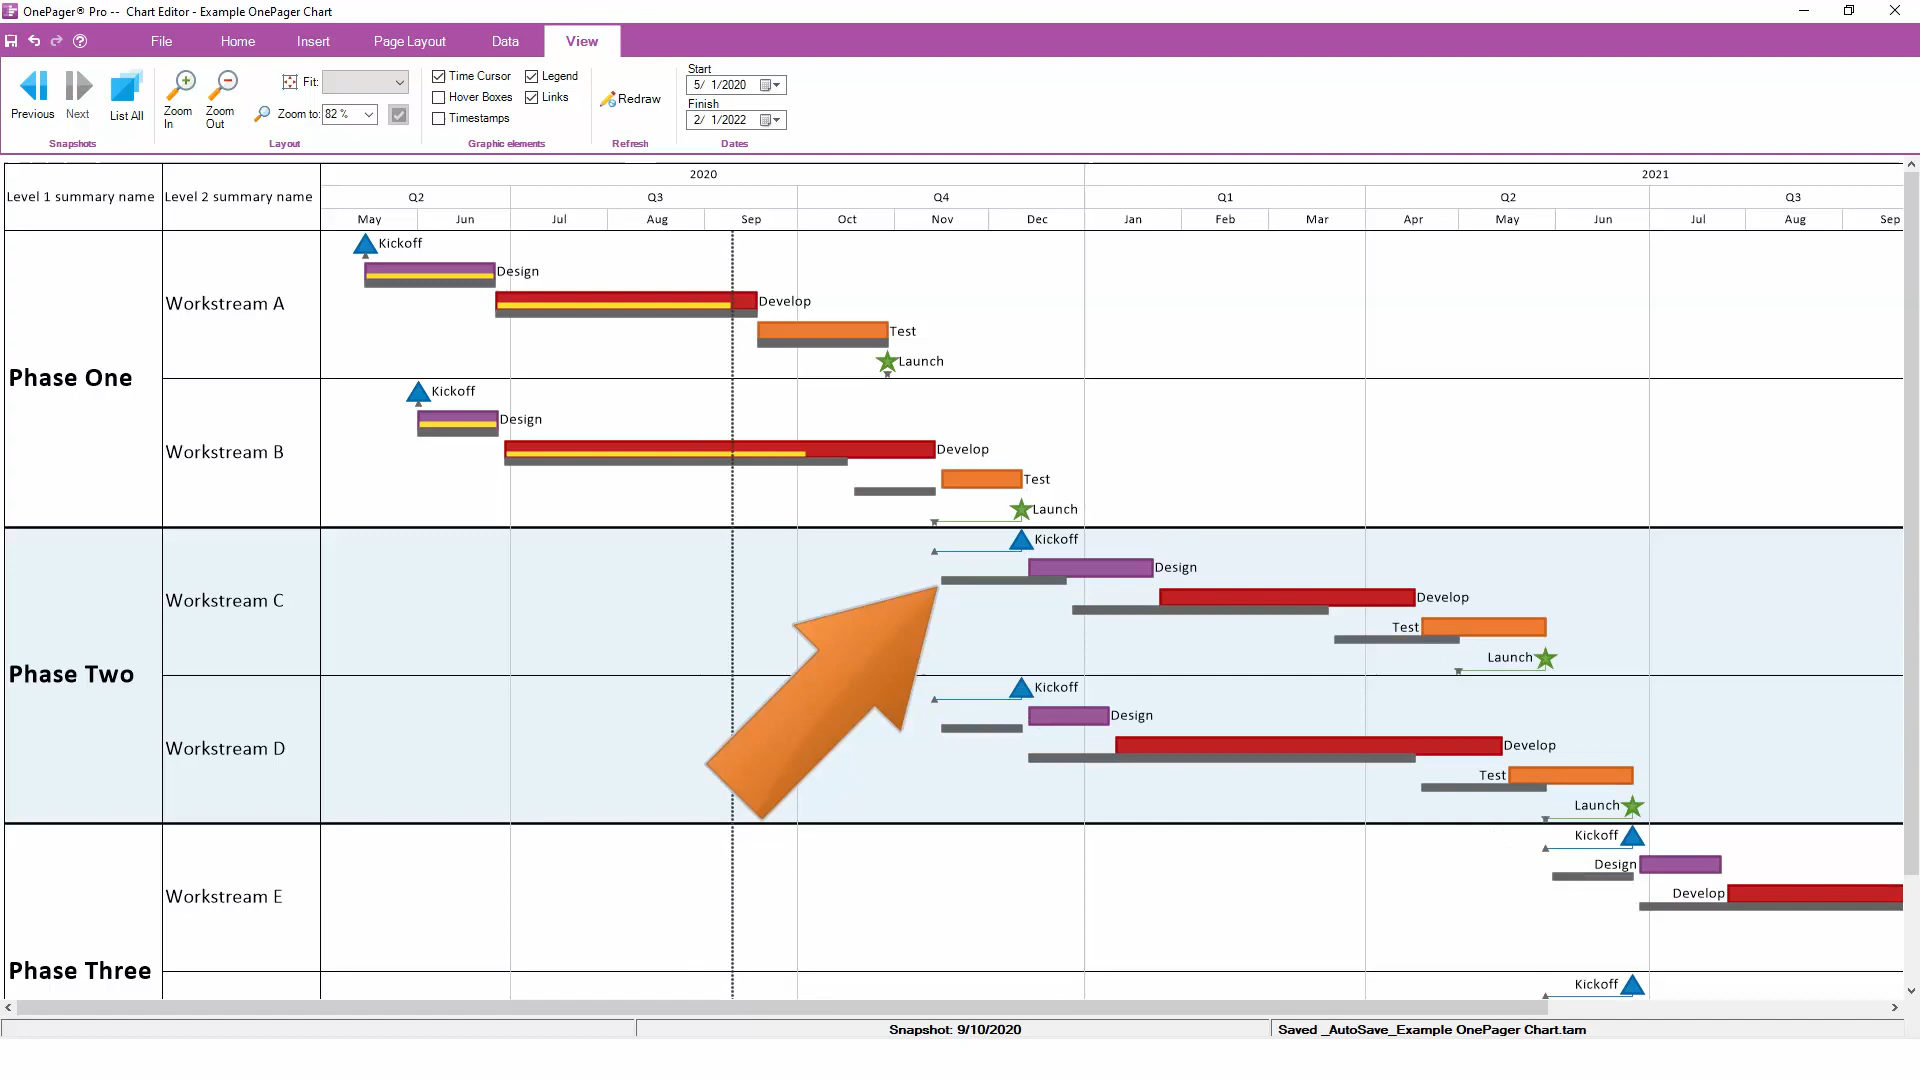 OnePager® Pro -- Chart Editor - Example OnePager Chart
File Home Insert Page Layout Data View
Previous Next List All
Snapshots
Zoom In Zoom Out
Fit:
Zoom to: 82 %
Layout
Time Cursor Legend
Hover Boxes Links
Timestamps
Graphic elements
Redraw
Refresh
Start
5/ 1/2020
Finish
2/ 1/2022
Dates
Level 1 summary name Level 2 summary name
2020 2021
Q2 Q3 Q4 Q1 Q2 Q3
May Jun Jul Aug Sep Oct Nov Dec Jan Feb Mar Apr May Jun Jul Aug Sep
Phase One
Workstream A
Kickoff
Design
Develop
Test
Launch
Workstream B
Kickoff
Design
Develop
Test
Launch
Phase Two
Workstream C
Kickoff
Design
Develop
Test
Launch
Workstream D
Kickoff
Design
Develop
Test
Launch
Phase Three
Workstream E
Kickoff
Design
Develop
Kickoff
Snapshot: 9/10/2020
Saved _AutoSave_Example OnePager Chart.tam